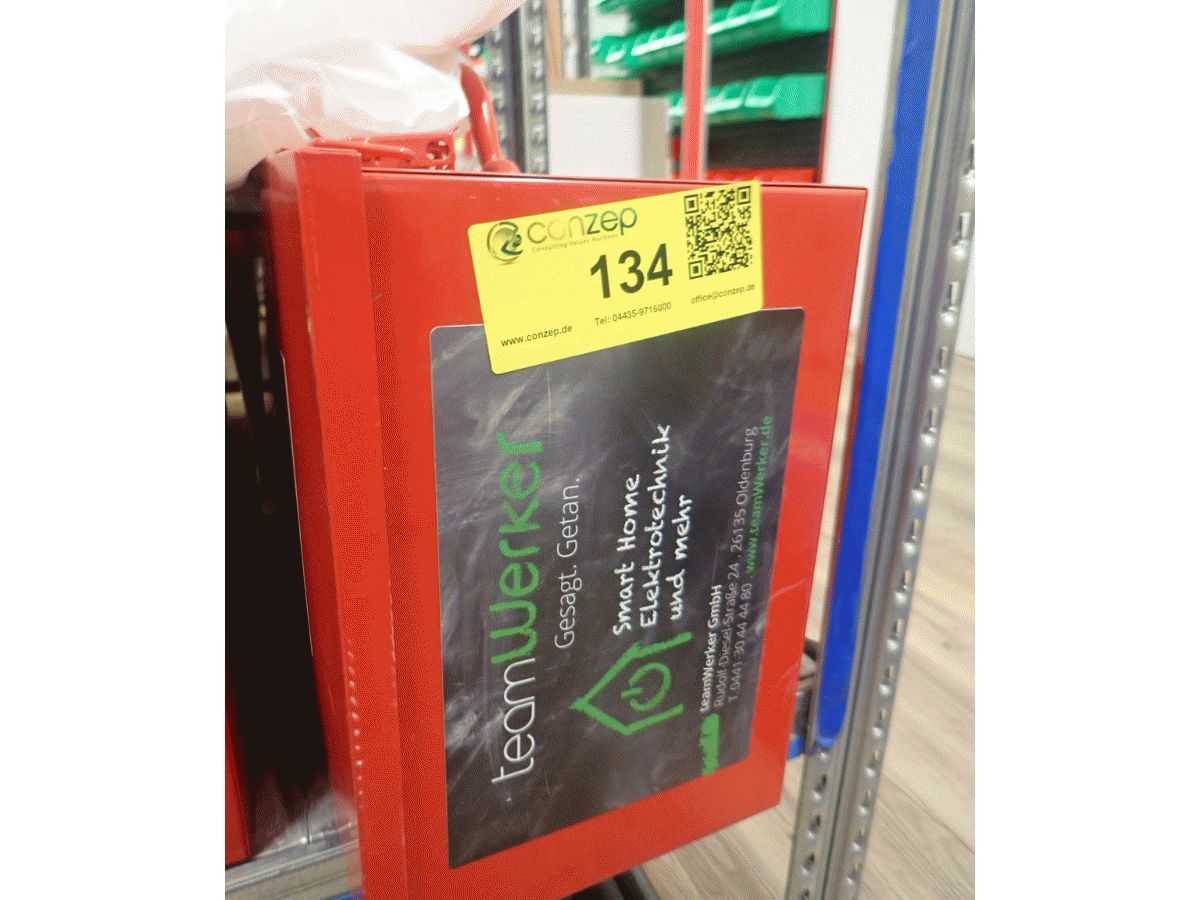 conzep
Consulting Values Auctions
134
www.conzep.de
Tel: 04435-9716000
office@conzep.de
teamWerker
Gesagt. Getan.
Smart Home
Elektrotechnik
und mehr
teamWerker GmbH
Rudolf-Diesel-Straße 24 . 26135 Oldenburg
T 0441 30 44 44 80 . www.teamWerker.de